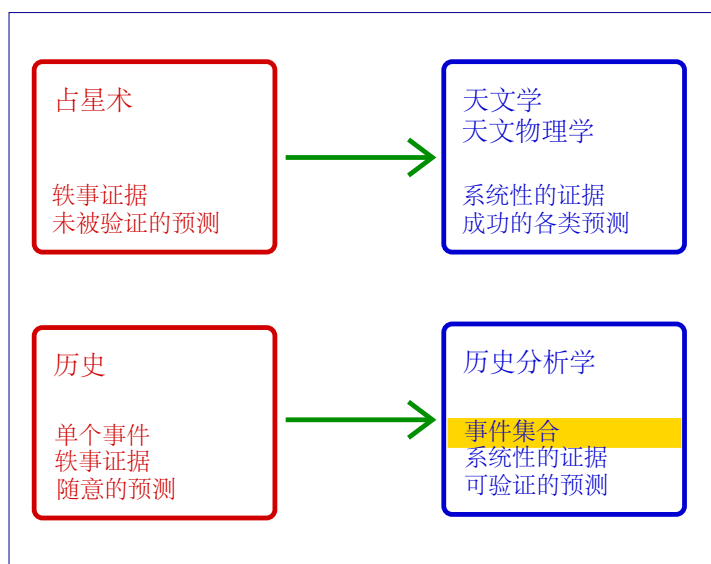 占星术
轶事证据
未被验证的预测
天文学
天文物理学
系统性的证据
成功的各类预测
历史
单个事件
轶事证据
随意的预测
历史分析学
事件集合
系统性的证据
可验证的预测